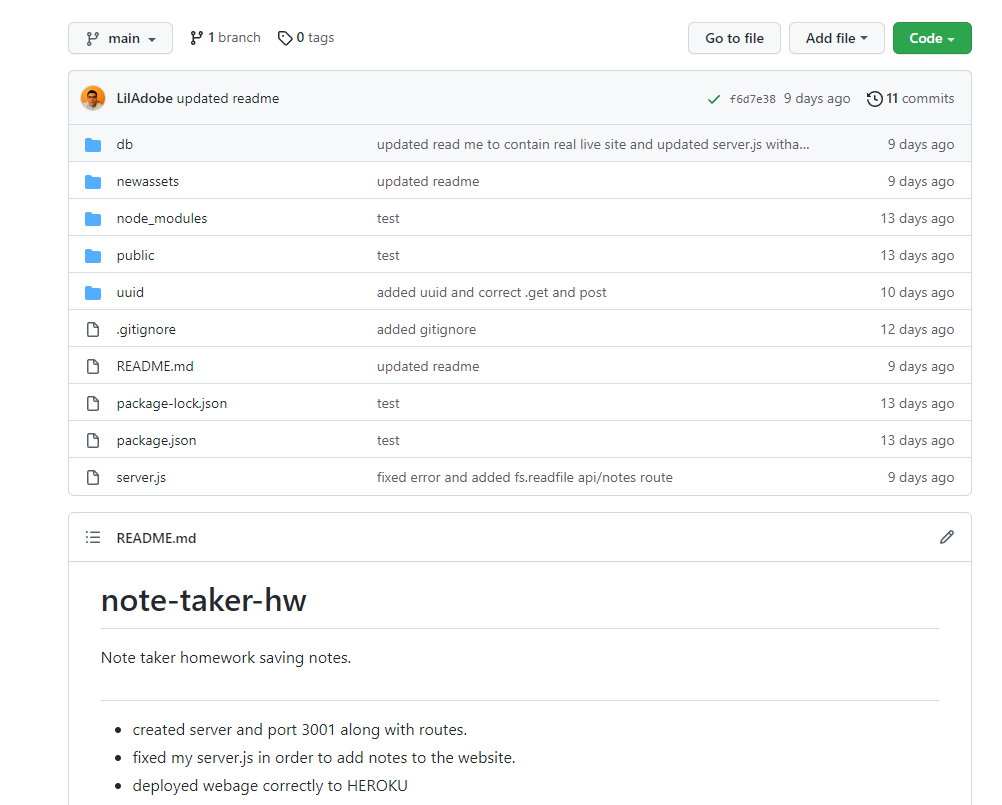 main 1 branch 0 tags Go to file Add file Code
LilAdobe updated readme f6d7e38 9 days ago 11 commits
db updated read me to contain real live site and updated server.js witha... 9 days ago
newassets updated readme 9 days ago
node_modules test 13 days ago
public test 13 days ago
uuid added uuid and correct .get and post 10 days ago
.gitignore added gitignore 12 days ago
README.md updated readme 9 days ago
package-lock.json test 13 days ago
package.json test 13 days ago
server.js fixed error and added fs.readfile api/notes route 9 days ago
README.md
note-taker-hw
Note taker homework saving notes.
created server and port 3001 along with routes.
fixed my server.js in order to add notes to the website.
deployed webage correctly to HEROKU